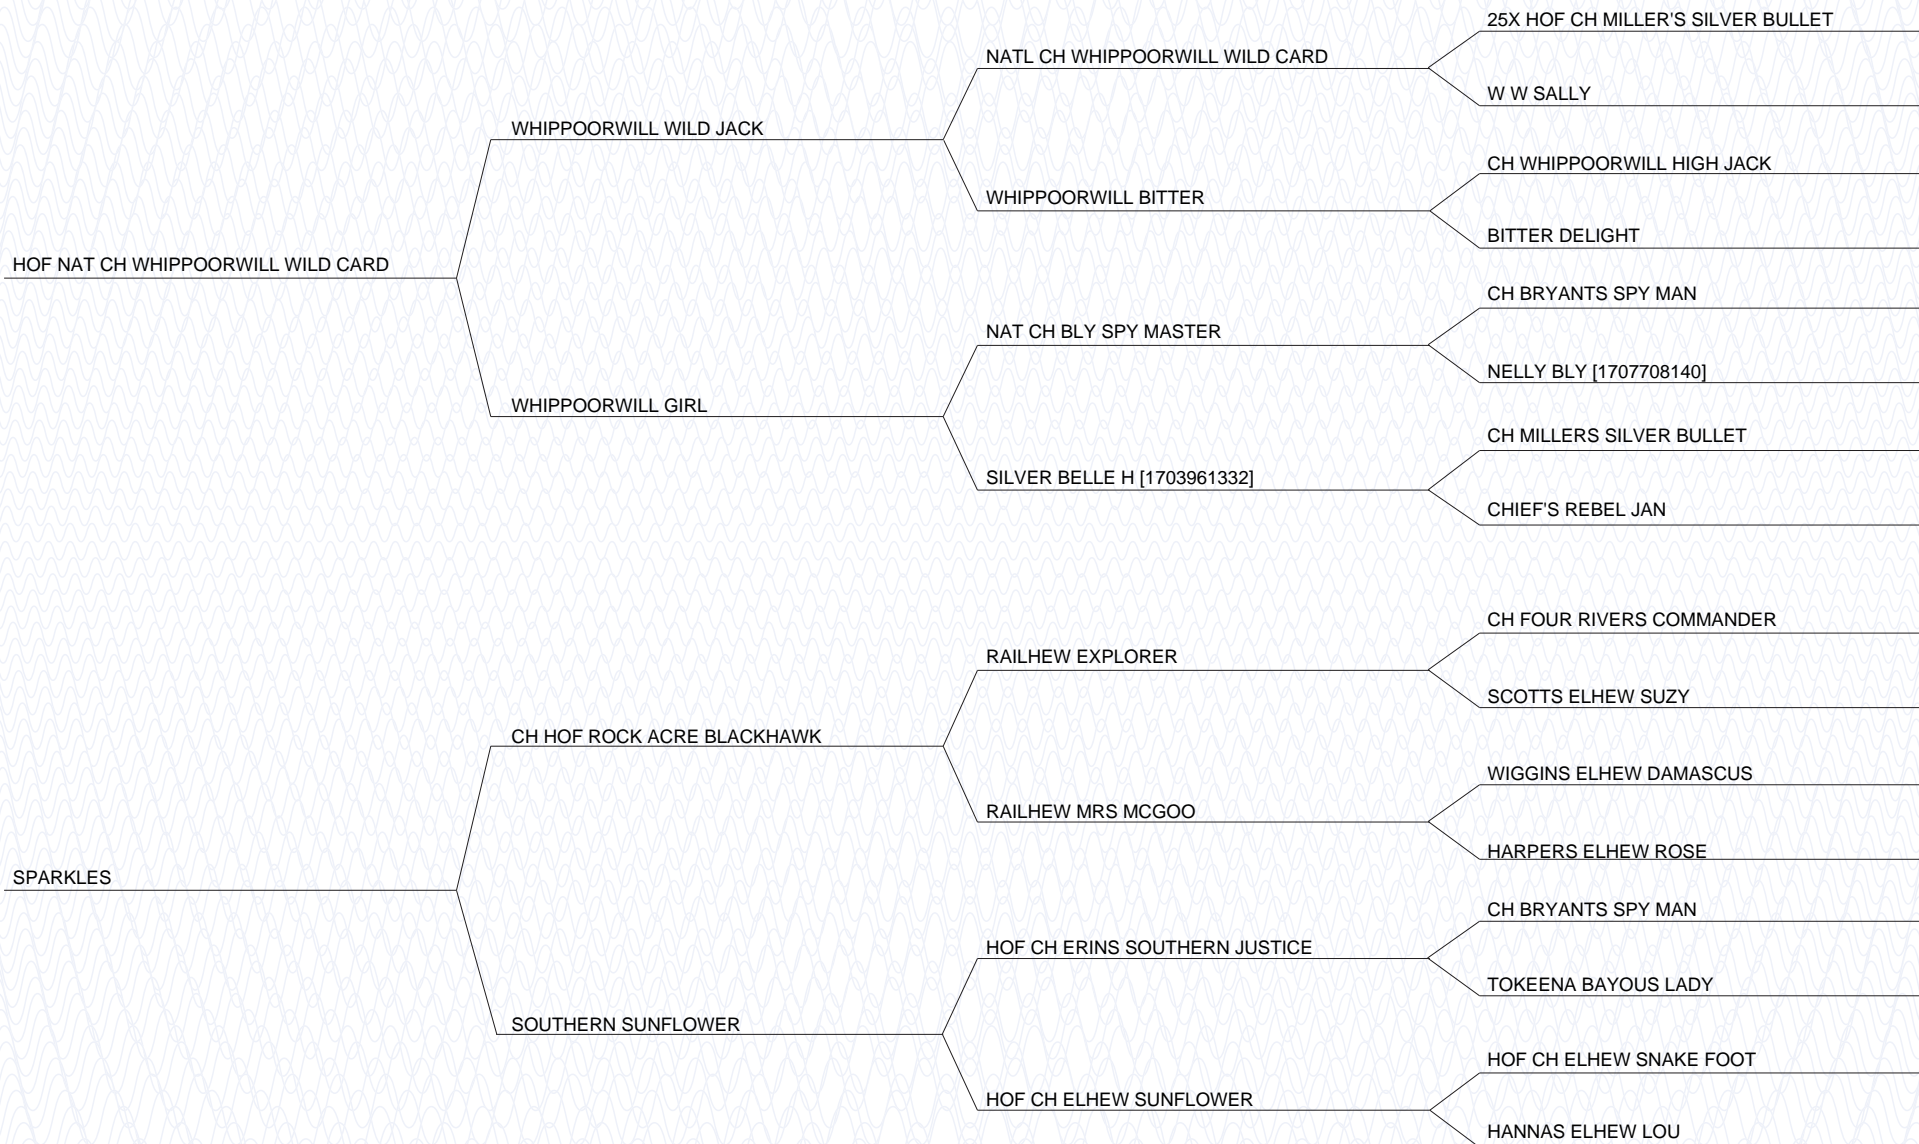 HOF NAT CH WHIPPOORWILL WILD CARD
SPARKLES
WHIPPOORWILL WILD JACK
WHIPPOORWILL GIRL
CH HOF ROCK ACRE BLACKHAWK
SOUTHERN SUNFLOWER
NATL CH WHIPPOORWILL WILD CARD
WHIPPOORWILL BITTER
NAT CH BLY SPY MASTER
SILVER BELLE H [1703961332]
RAILHEW EXPLORER
RAILHEW MRS MCGOO
HOF CH ERINS SOUTHERN JUSTICE
HOF CH ELHEW SUNFLOWER
25X HOF CH MILLER'S SILVER BULLET
W W SALLY
CH WHIPPOORWILL HIGH JACK
BITTER DELIGHT
CH BRYANTS SPY MAN
NELLY BLY [1707708140]
CH MILLERS SILVER BULLET
CHIEF'S REBEL JAN
CH FOUR RIVERS COMMANDER
SCOTTS ELHEW SUZY
WIGGINS ELHEW DAMASCUS
HARPERS ELHEW ROSE
CH BRYANTS SPY MAN
TOKEENA BAYOUS LADY
HOF CH ELHEW SNAKE FOOT
HANNAS ELHEW LOU